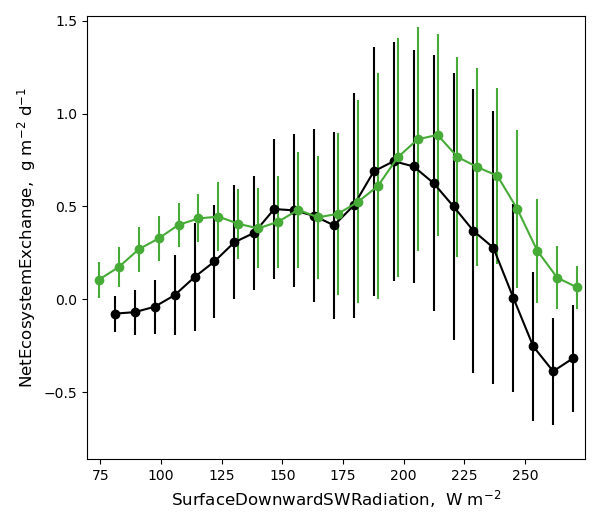 1.5
1.0
0.5
0.0
−0.5
NetEcosystemExchange, g m⁻² d⁻¹
75 100 125 150 175 200 225 250
SurfaceDownwardSWRadiation, W m⁻²